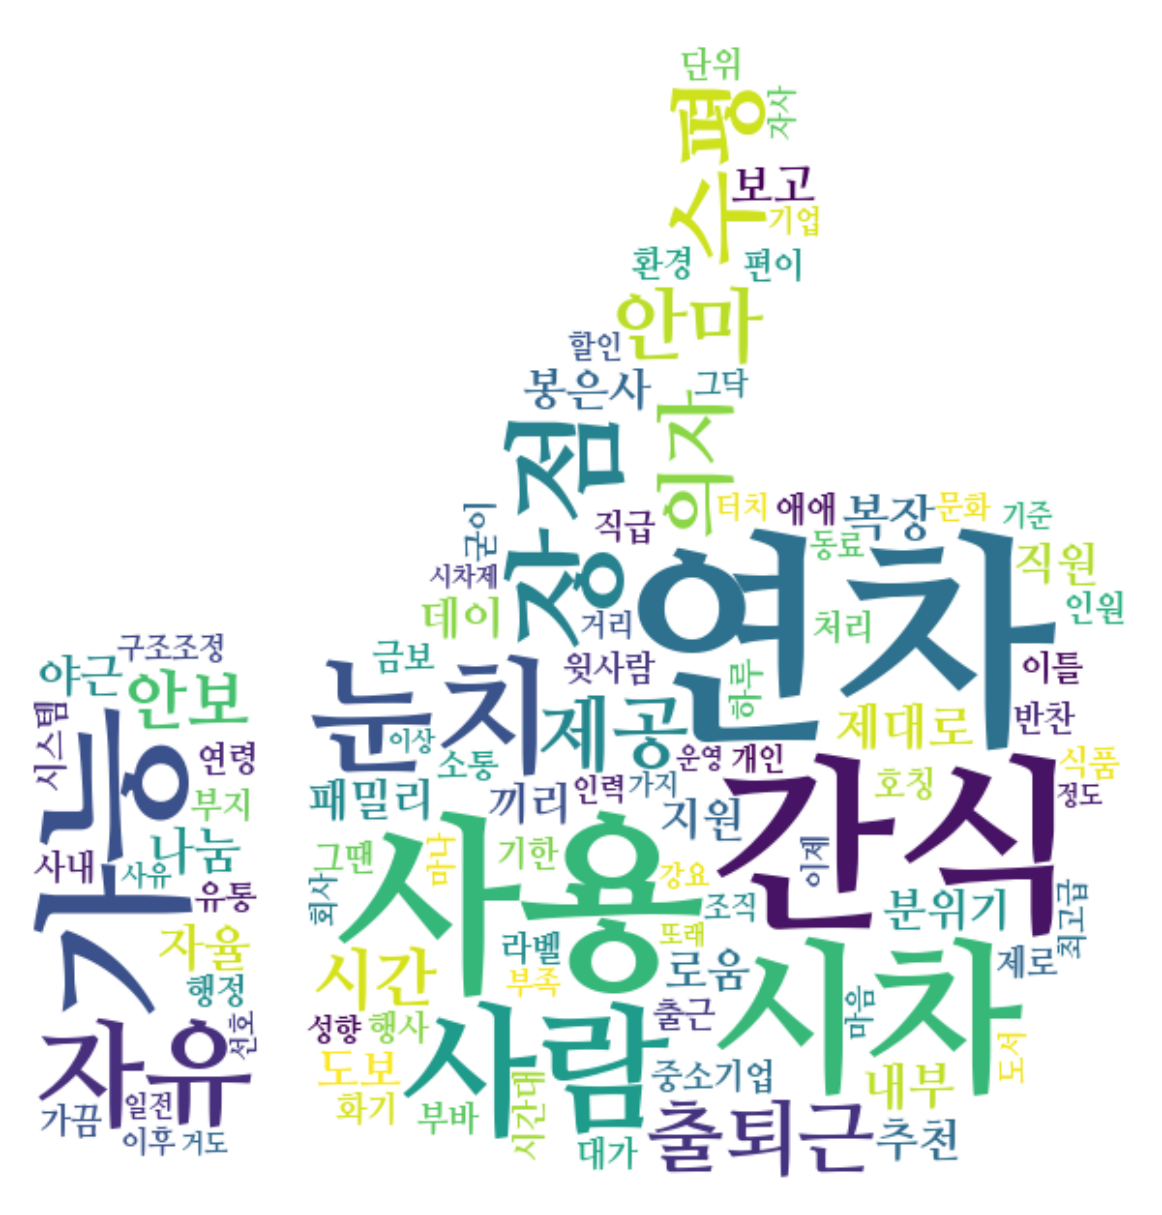 단위
수평
자사
보고
기업
환경
편이
안마
할인
봉은사
그닥
의자
장점
굳이
직급
터치
애애
복장
문화
기준
동료
직원
시차제
데이
거리
연차
처리
인원
구조조정
야근
안보
금보
윗사람
하루
이틀
눈치
이상
제공
제대로
반찬
시스템
가능
연령
소통
운영
개인
호칭
식품
정도
부지
패밀리
끼리
인력
가지
지원
간식
사내
나눔
사유
유통
그땐
마나
기한
강요
이제
사용
회사
조직
분위기
최고급
자율
행정
시간
라벨
또래
부족
로움
시차
제로
마음
자유
선호
성향
행사
사람
출근
도서
도보
중소기업
내부
가끔
일전
화기
부바
시간대
이후
거도
대가
출퇴근
추천